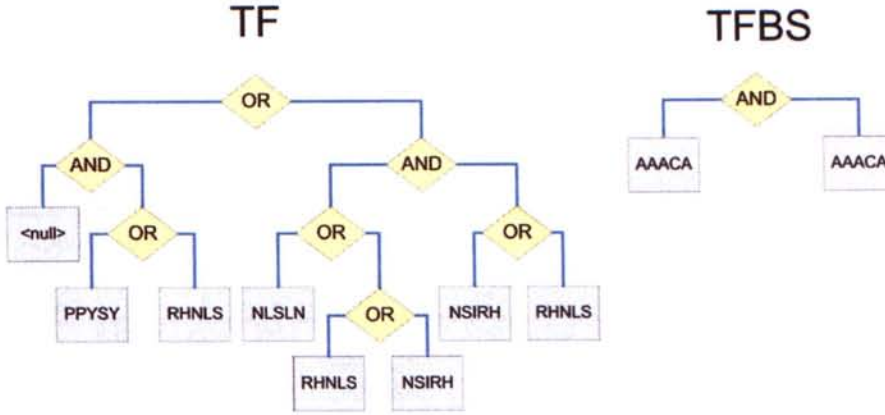 TF
TFBS
OR
AND
AND
AND
AAACA
AAACA
<null>
OR
OR
OR
PPYSY
RHNLS
NLSLN
OR
NSIRH
RHNLS
RHNLS
NSIRH